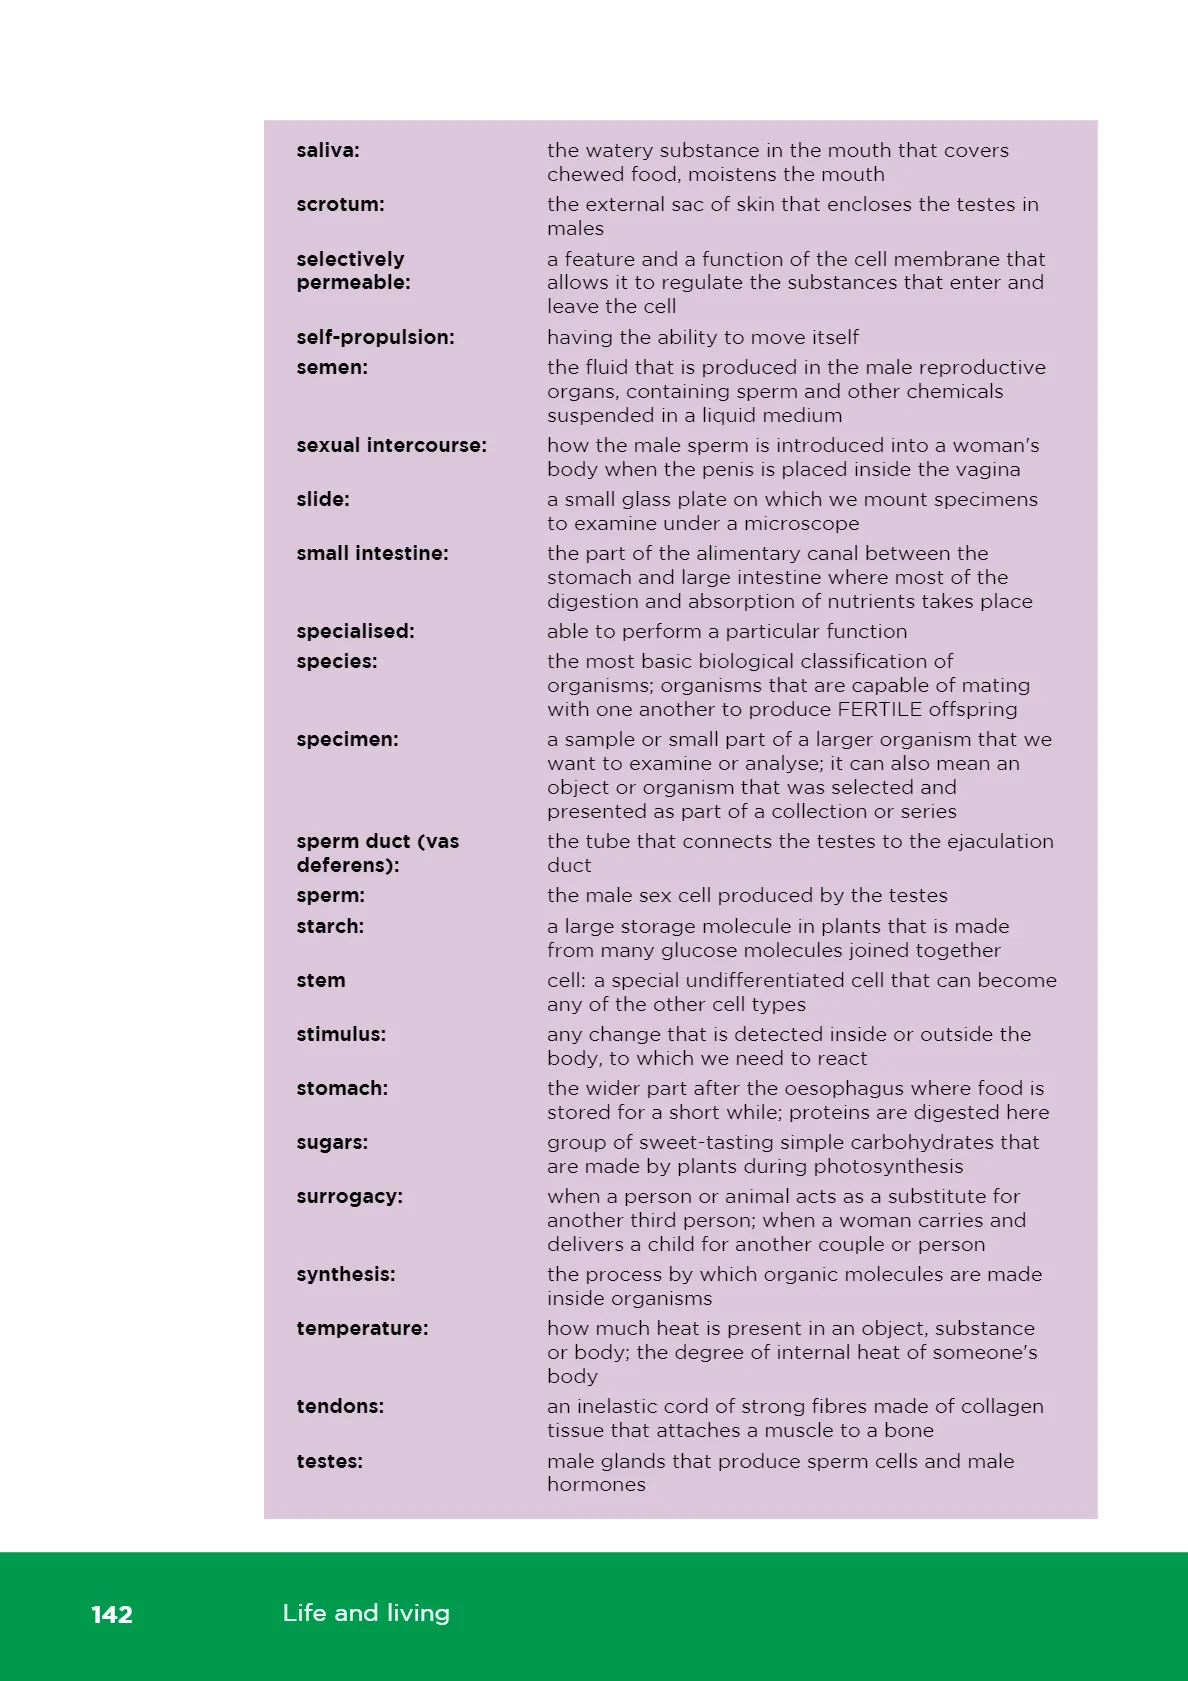 saliva: the watery substance in the mouth that covers
chewed food, moistens the mouth
scrotum: the external sac of skin that encloses the testes in
males
selectively a feature and a function of the cell membrane that
permeable: allows it to regulate the substances that enter and
leave the cell
self-propulsion: having the ability to move itself
semen: the fluid that is produced in the male reproductive
organs, containing sperm and other chemicals
suspended in a liquid medium
sexual intercourse: how the male sperm is introduced into a woman's
body when the penis is placed inside the vagina
slide: a small glass plate on which we mount specimens
to examine under a microscope
small intestine: the part of the alimentary canal between the
stomach and large intestine where most of the
digestion and absorption of nutrients takes place
specialised: able to perform a particular function
species: the most basic biological classification of
organisms; organisms that are capable of mating
with one another to produce FERTILE offspring
specimen: a sample or small part of a larger organism that we
want to examine or analyse; it can also mean an
object or organism that was selected and
presented as part of a collection or series
sperm duct (vas the tube that connects the testes to the ejaculation
deferens): duct
sperm: the male sex cell produced by the testes
starch: a large storage molecule in plants that is made
from many glucose molecules joined together
stem cell: a special undifferentiated cell that can become
any of the other cell types
stimulus: any change that is detected inside or outside the
body, to which we need to react
stomach: the wider part after the oesophagus where food is
stored for a short while; proteins are digested here
sugars: group of sweet-tasting simple carbohydrates that
are made by plants during photosynthesis
surrogacy: when a person or animal acts as a substitute for
another third person; when a woman carries and
delivers a child for another couple or person
synthesis: the process by which organic molecules are made
inside organisms
temperature: how much heat is present in an object, substance
or body; the degree of internal heat of someone's
body
tendons: an inelastic cord of strong fibres made of collagen
tissue that attaches a muscle to a bone
testes: male glands that produce sperm cells and male
hormones
142 Life and living